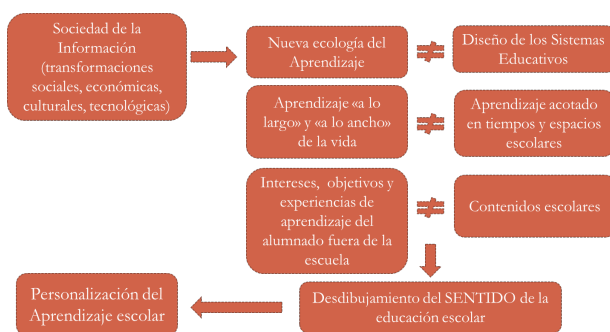 Sociedad de la
Información
(transformaciones
sociales, económicas,
culturales, tecnológicas)
Nueva ecología del
Aprendizaje
≠
Diseño de los Sistemas
Educativos
Aprendizaje «a lo
largo» y «a lo ancho»
de la vida
≠
Aprendizaje acotado
en tiempos y espacios
escolares
Intereses, objetivos y
experiencias de
aprendizaje del
alumnado fuera de la
escuela
≠
Contenidos escolares
Desdibujamiento del SENTIDO de la
educación escolar
Personalización del
Aprendizaje escolar